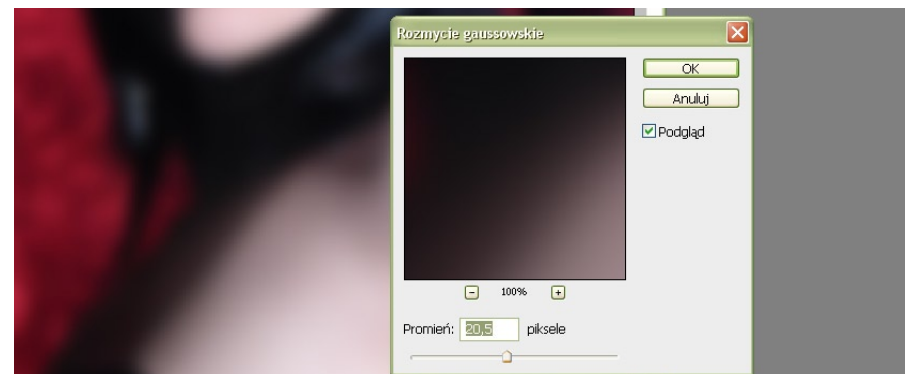 Rozmycie gaussowskie
OK
Anuluj
Podgląd
100%
Promień: 20,5 piksele